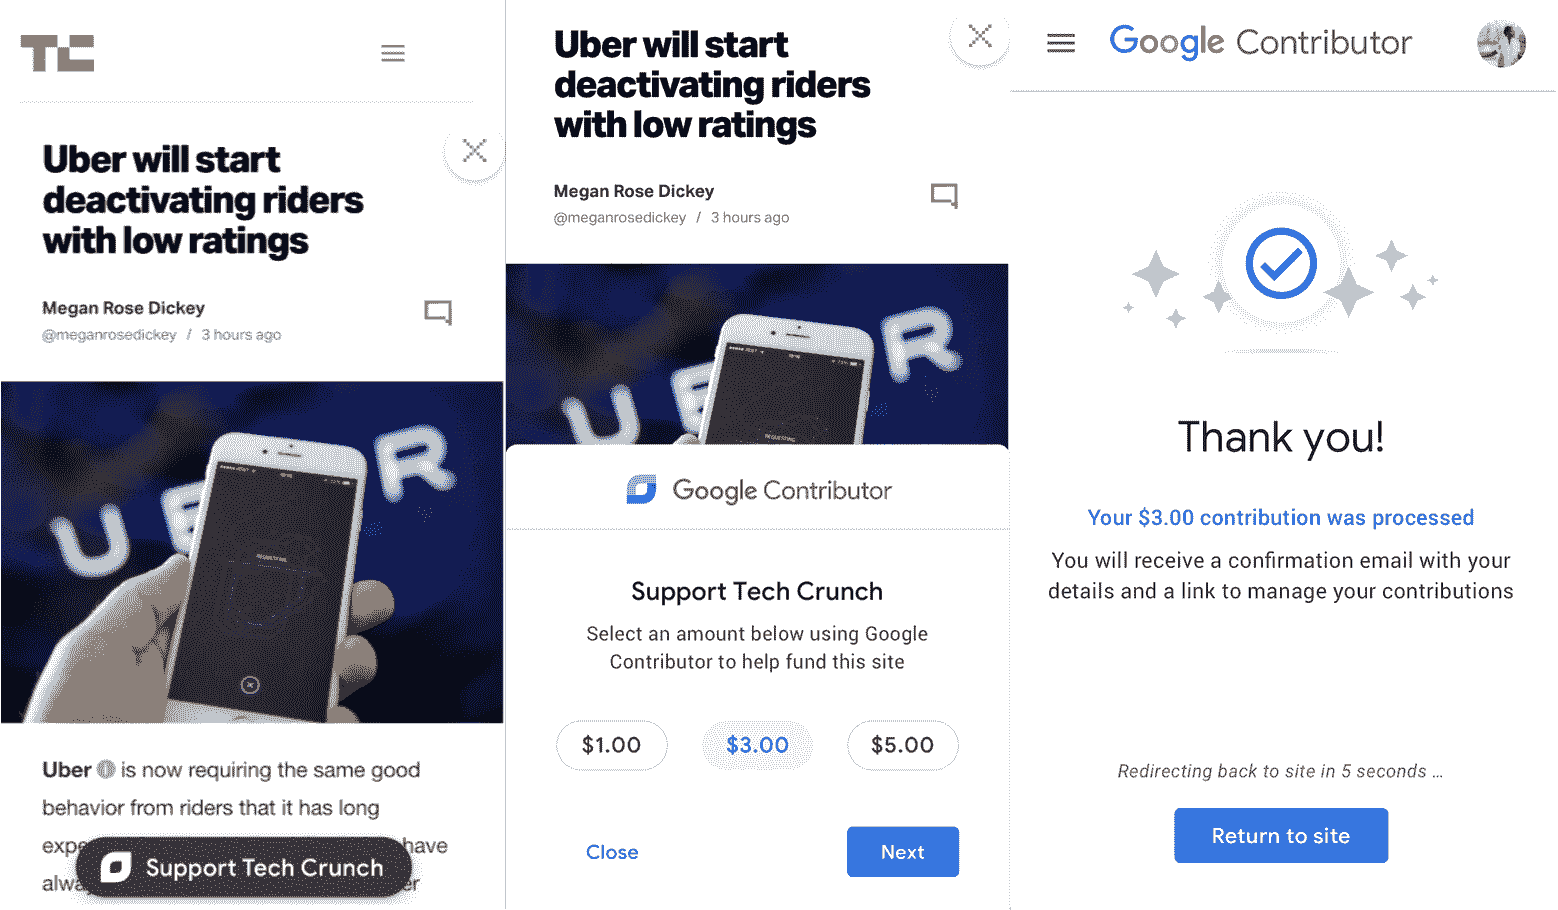 TC
Uber will start
deactivating riders
with low ratings
Megan Rose Dickey
@meganrosedickey / 3 hours ago
UBER
REQUESTING
Uber is now requiring the same good
behavior from riders that it has long
expe have
alwa er
Support Tech Crunch
Uber will start
deactivating riders
with low ratings
Megan Rose Dickey
@meganrosedickey / 3 hours ago
UBER
REQUESTING
Google Contributor
Support Tech Crunch
Select an amount below using Google
Contributor to help fund this site
$1.00 $3.00 $5.00
Close Next
Google Contributor
Thank you!
Your $3.00 contribution was processed
You will receive a confirmation email with your
details and a link to manage your contributions
Redirecting back to site in 5 seconds ...
Return to site